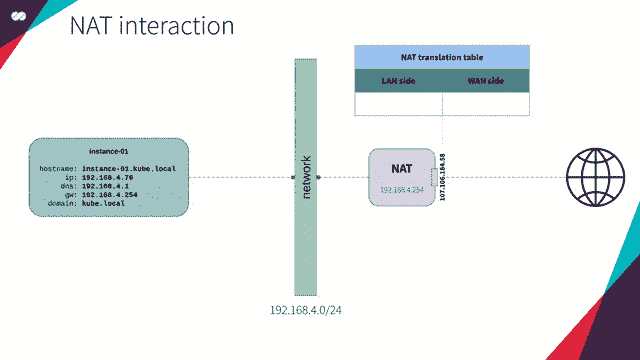 NAT interaction
NAT translation table
LAN side WAN side
instance-01
hostname: instance-01.kube.local
ip: 192.168.4.76
dns: 192.168.4.1
gw: 192.168.4.254
domain: kube.local
network
NAT
192.168.4.254
107.106.184.58
192.168.4.0/24